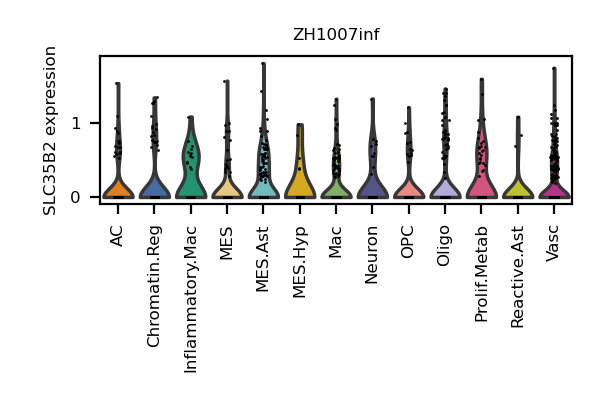 ZH1007inf
SLC35B2 expression
1
0
AC
Chromatin.Reg
Inflammatory.Mac
MES
MES.Ast
MES.Hyp
Mac
Neuron
OPC
Oligo
Prolif.Metab
Reactive.Ast
Vasc